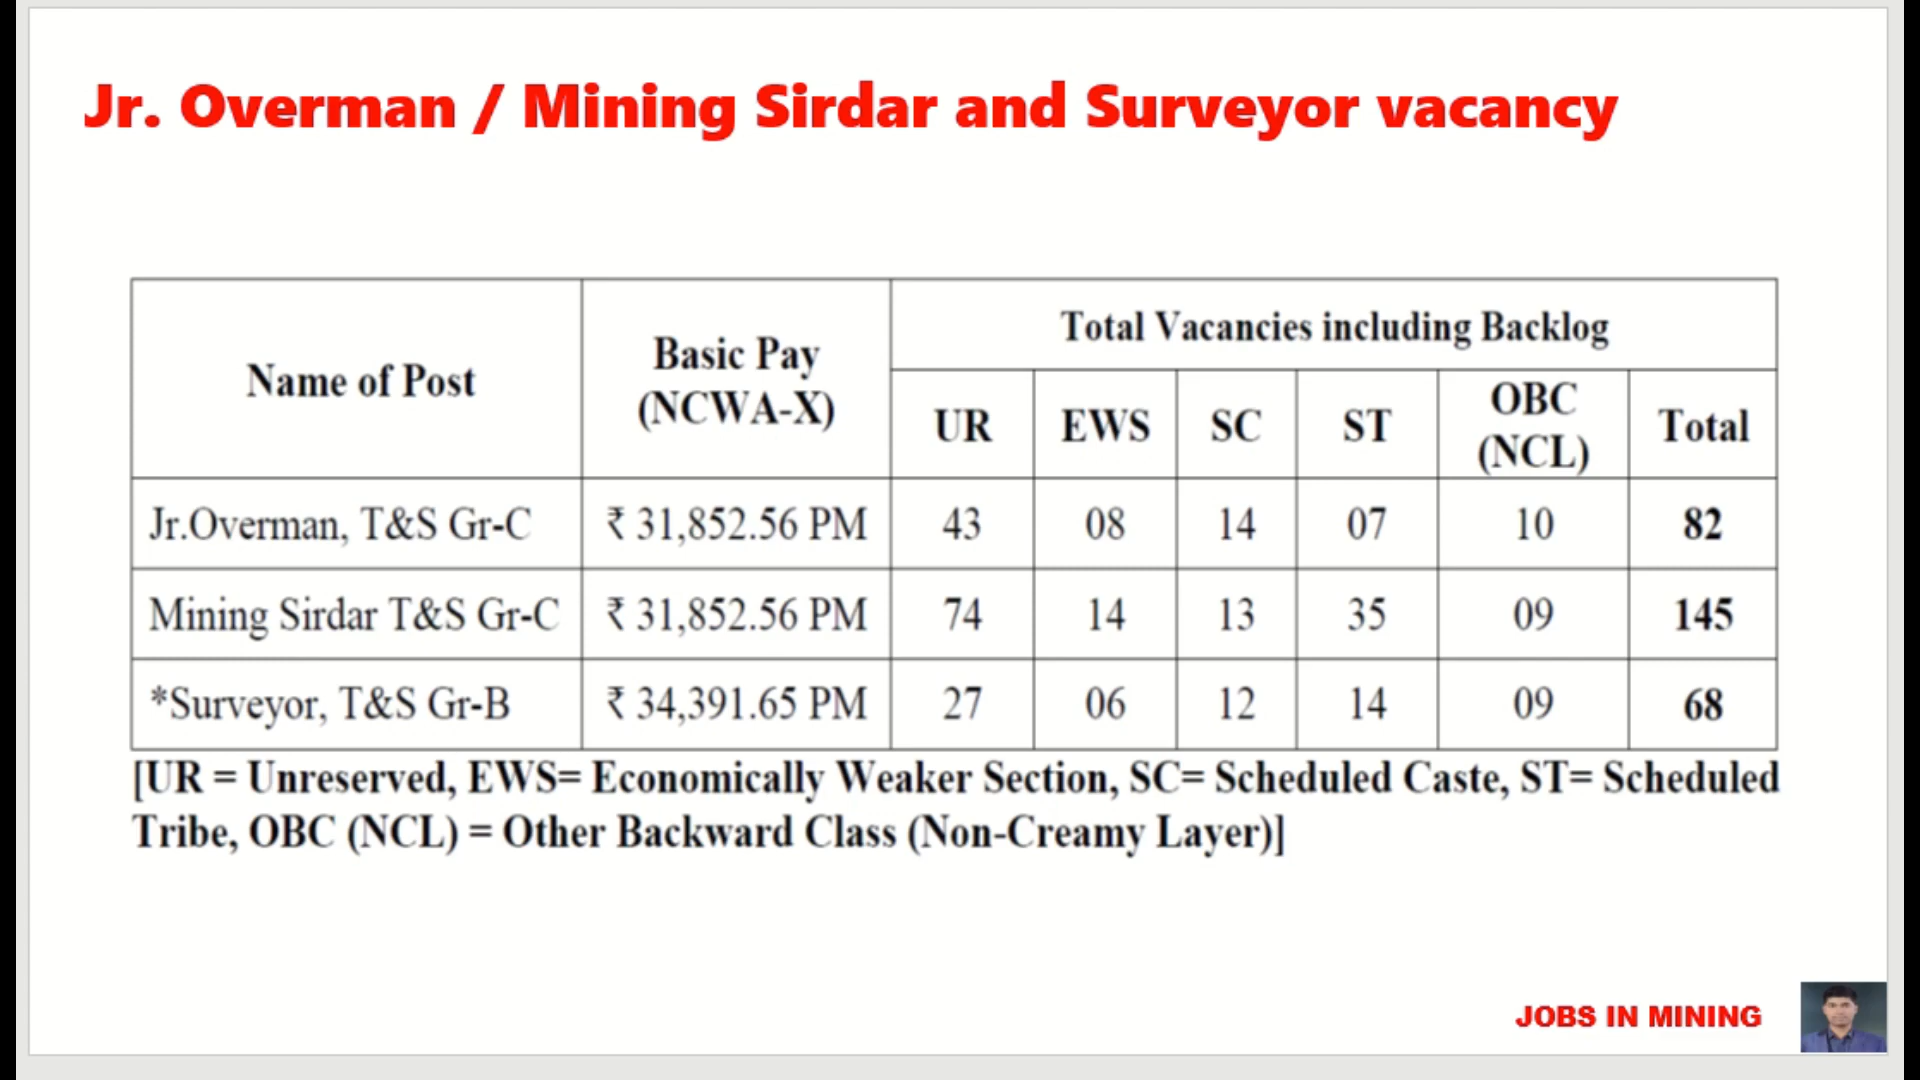 Jr. Overman / Mining Sirdar and Surveyor vacancy
Name of Post
Basic Pay
(NCWA-X)
Total Vacancies including Backlog
UR EWS SC ST OBC (NCL) Total
Jr.Overman, T&S Gr-C ₹ 31,852.56 PM 43 08 14 07 10 82
Mining Sirdar T&S Gr-C ₹ 31,852.56 PM 74 14 13 35 09 145
*Surveyor, T&S Gr-B ₹ 34,391.65 PM 27 06 12 14 09 68
[UR = Unreserved, EWS= Economically Weaker Section, SC= Scheduled Caste, ST= Scheduled
Tribe, OBC (NCL) = Other Backward Class (Non-Creamy Layer)]
JOBS IN MINING